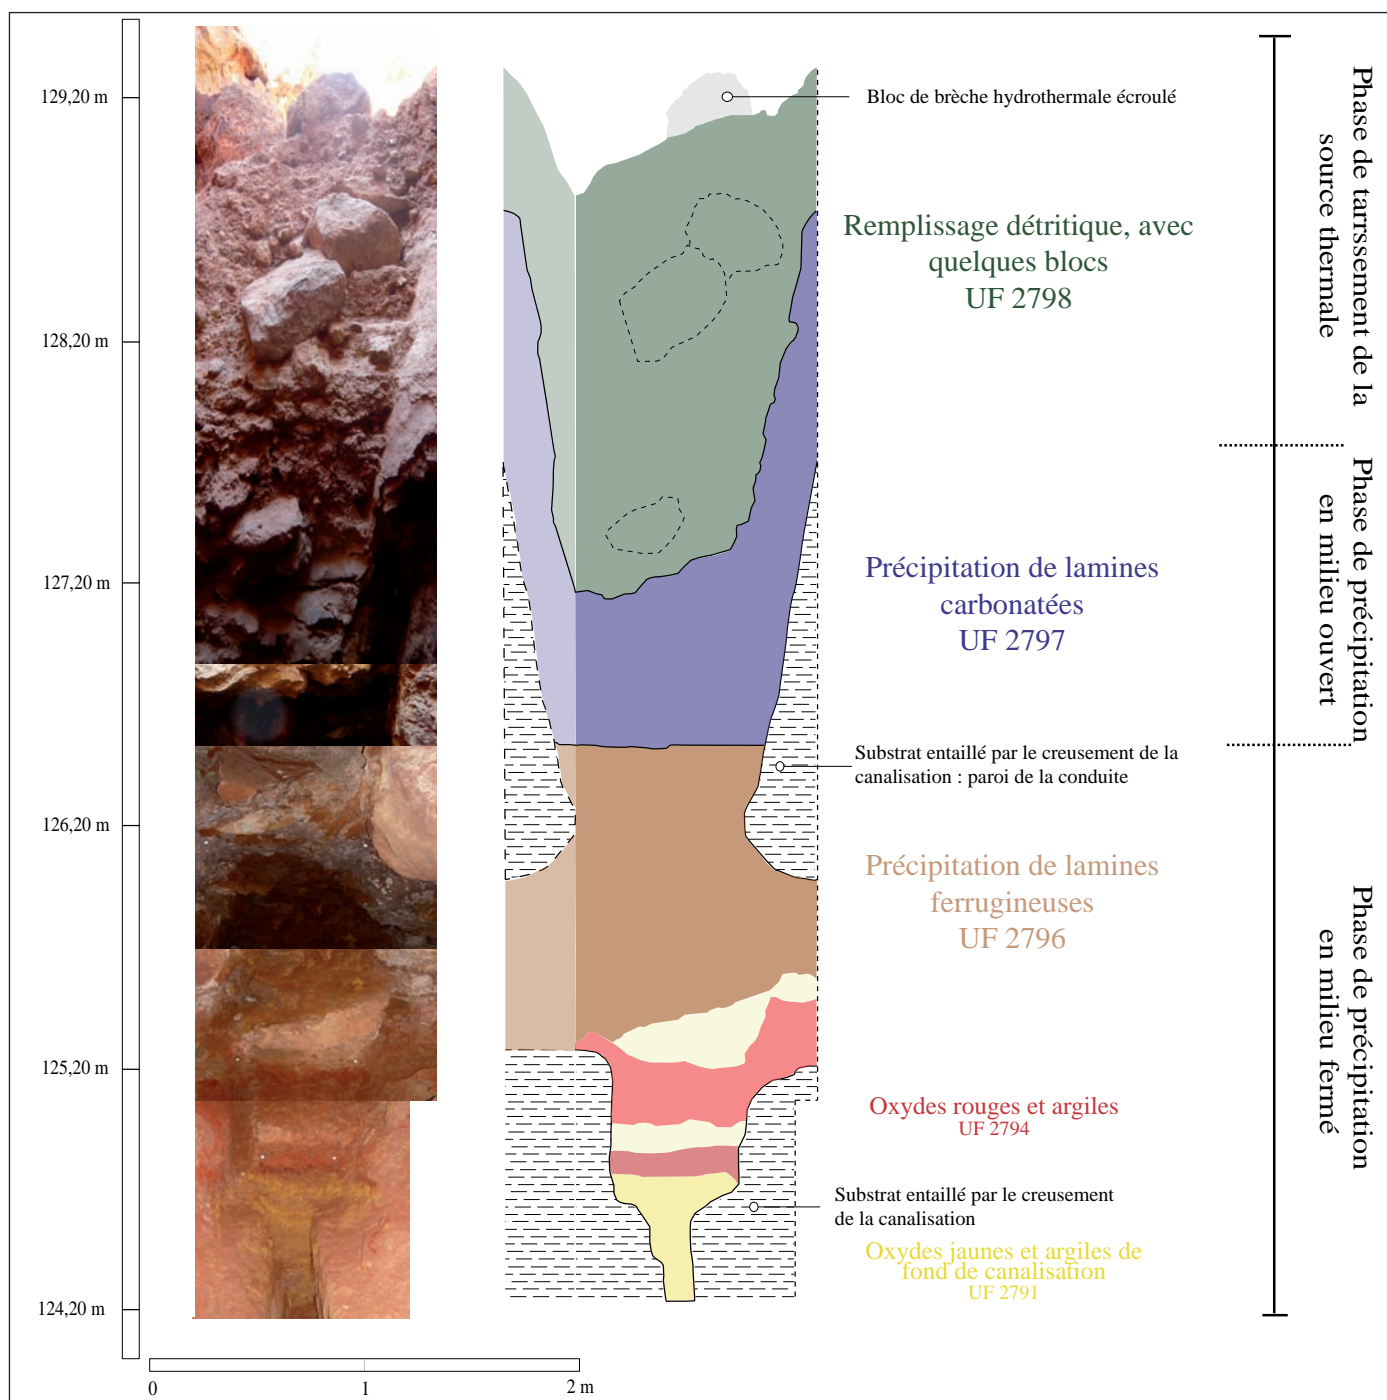 129,20 m
128,20 m
127,20 m
126,20 m
125,20 m
124,20 m
0
1
2 m
Bloc de brèche hydrothermale écroulé
Remplissage détritique, avec
quelques blocs
UF 2798
Précipitation de lamines
carbonatées
UF 2797
Substrat entaillé par le creusement de la
canalisation : paroi de la conduite
Précipitation de lamines
ferrugineuses
UF 2796
Oxydes rouges et argiles
UF 2794
Substrat entaillé par le creusement
de la canalisation
Oxydes jaunes et argiles de
fond de canalisation
UF 2791
Phase de tarrssement de la
source thermale
Phase de précipitation
en milieu ouvert
Phase de précipitation
en milieu fermé